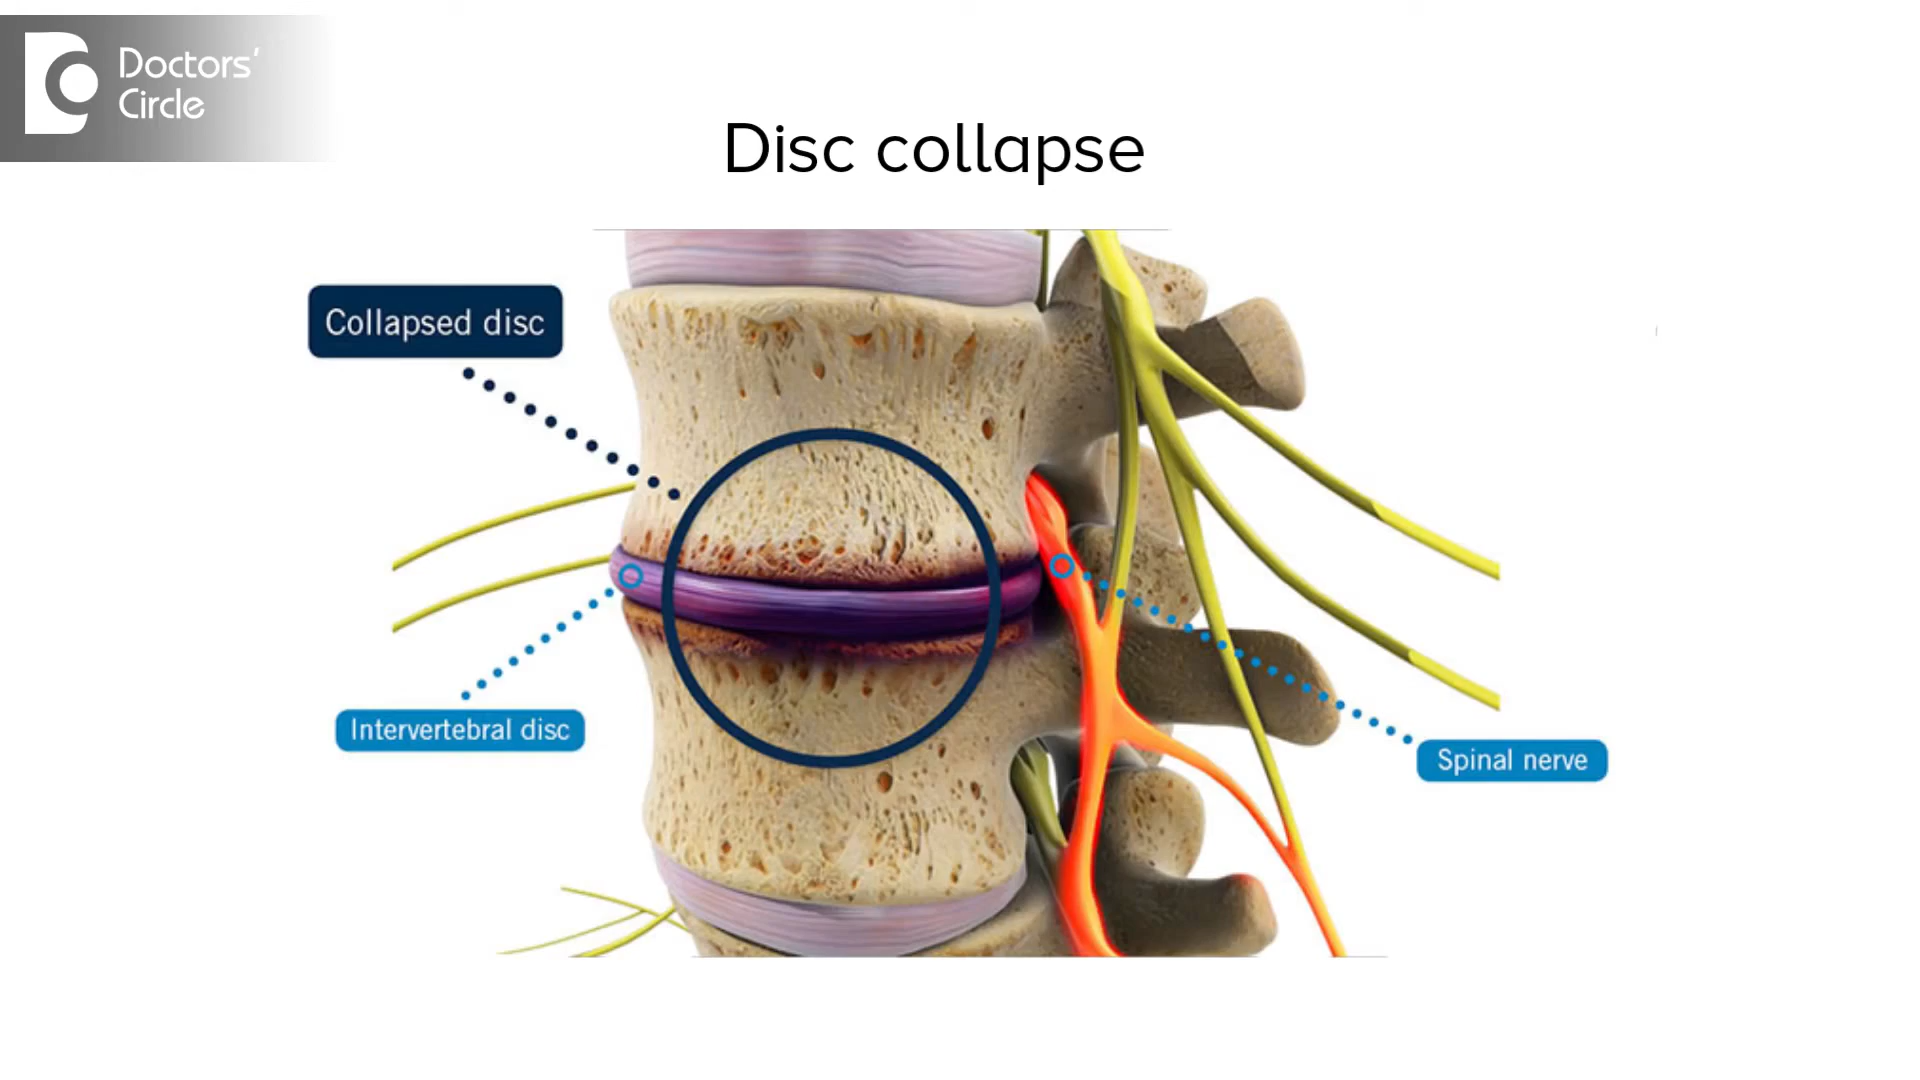 Doctors'
Circle
Disc collapse
Collapsed disc
Intervertebral disc
Spinal nerve